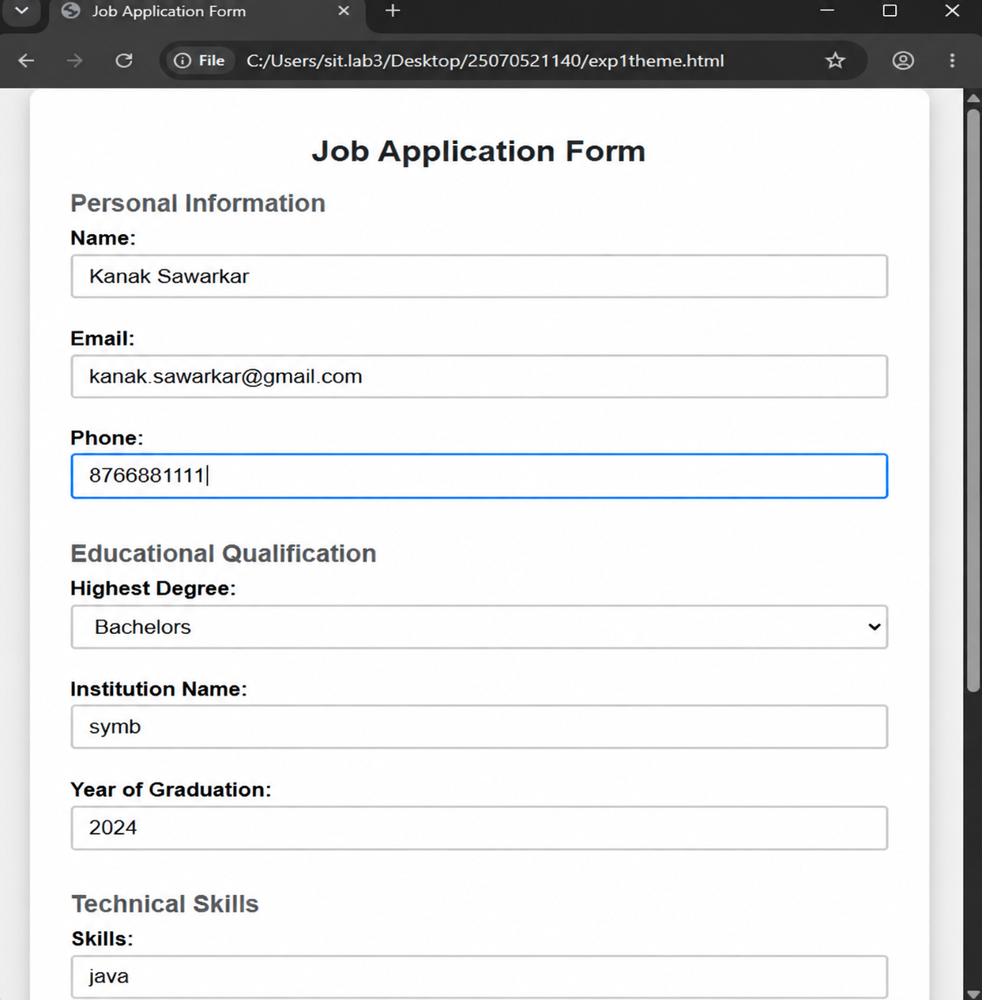 Job Application Form
File C:/Users/sit.lab3/Desktop/25070521140/exp1theme.html
Job Application Form
Personal Information
Name:
Kanak Sawarkar
Email:
kanak.sawarkar@gmail.com
Phone:
8766881111
Educational Qualification
Highest Degree:
Bachelors
Institution Name:
symb
Year of Graduation:
2024
Technical Skills
Skills:
java